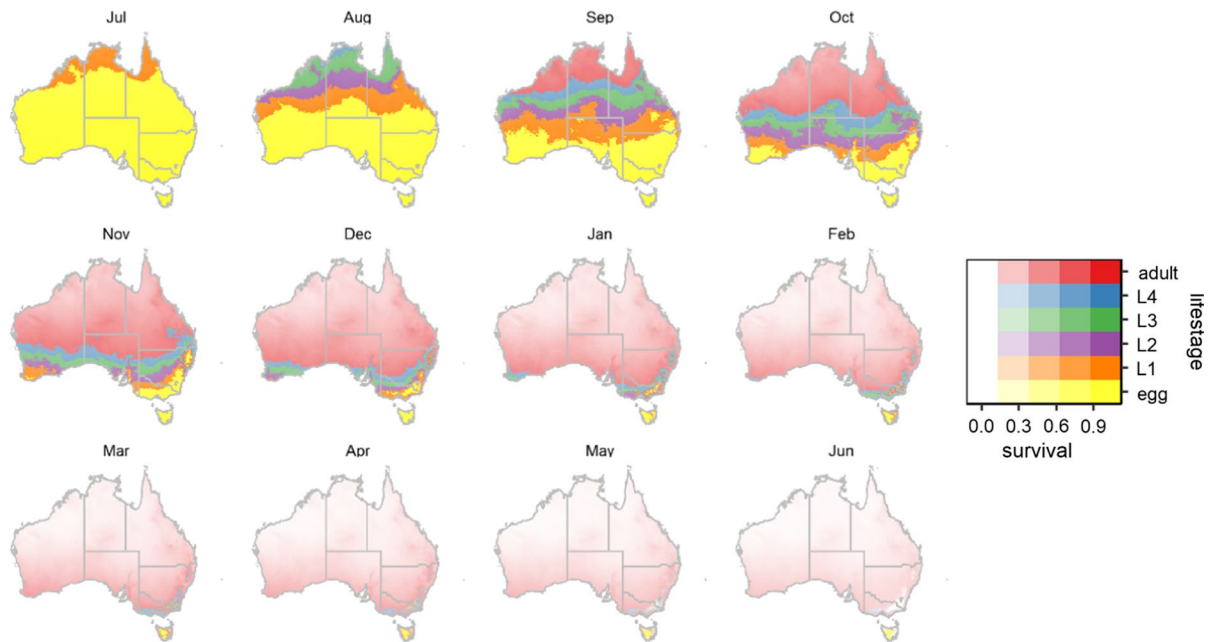 Jul Aug Sep Oct
Nov Dec Jan Feb
Mar Apr May Jun
adult
L4
L3
L2
L1
egg
lifestage
0.0 0.3 0.6 0.9
survival